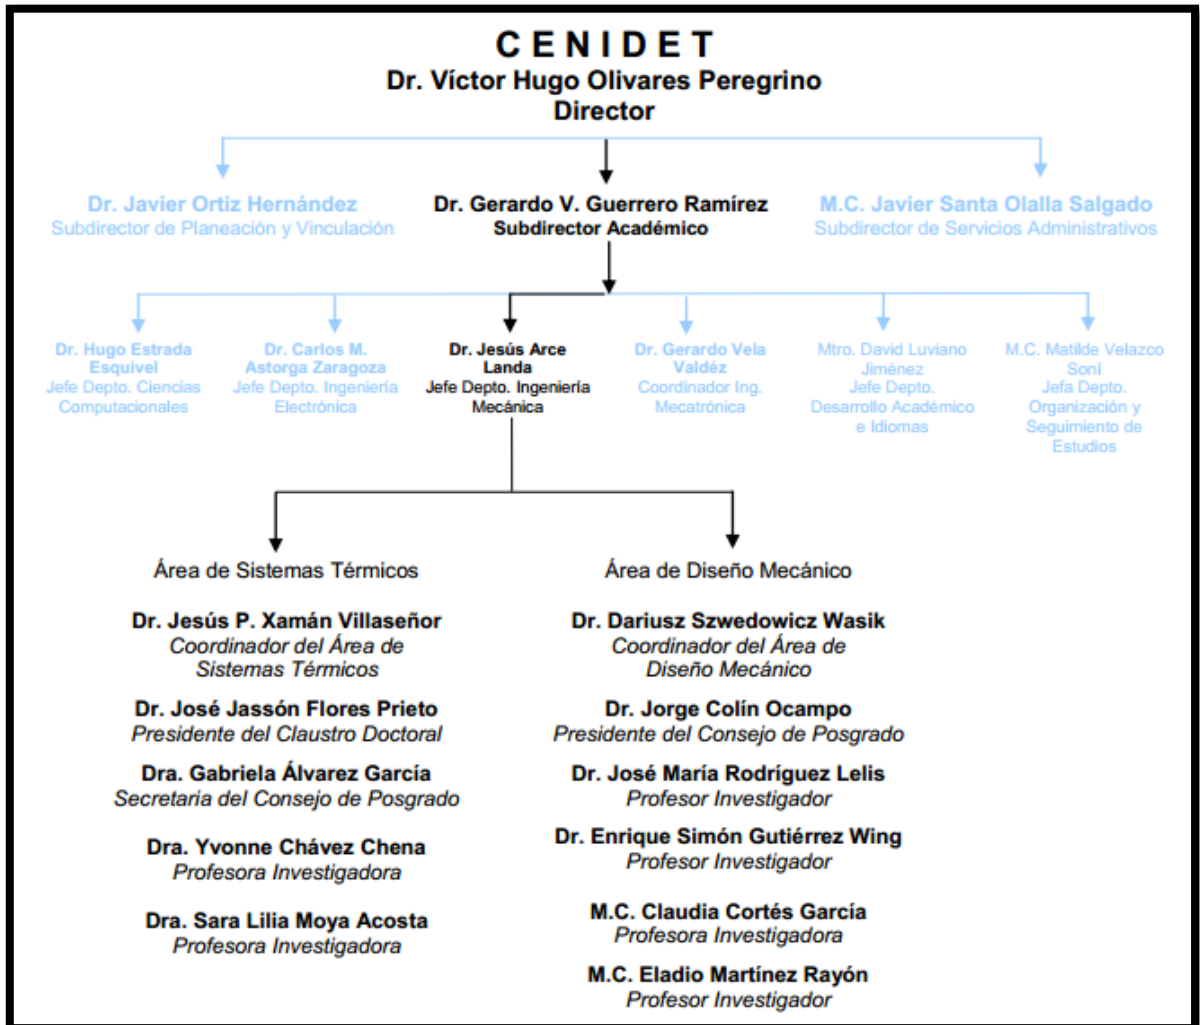 C E N I D E T
Dr. Víctor Hugo Olivares Peregrino
Director
Dr. Javier Ortiz Hernández
Subdirector de Planeación y Vinculación
Dr. Gerardo V. Guerrero Ramírez
Subdirector Académico
M.C. Javier Santa Olalla Salgado
Subdirector de Servicios Administrativos
Dr. Hugo Estrada
Esquivel
Jefe Depto. Ciencias
Computacionales
Dr. Carlos M.
Astorga Zaragoza
Jefe Depto. Ingeniería
Electrónica
Dr. Jesús Arce
Landa
Jefe Depto. Ingeniería
Mecánica
Dr. Gerardo Vela
Valdéz
Coordinador Ing.
Mecatrónica
Mtro. David Luviano
Jiménez
Jefe Depto.
Desarrollo Académico
e Idiomas
M.C. Matilde Velazco
Soní
Jefa Depto.
Organización y
Seguimiento de
Estudios
Área de Sistemas Térmicos
Dr. Jesús P. Xamán Villaseñor
Coordinador del Área de
Sistemas Térmicos
Dr. José Jassón Flores Prieto
Presidente del Claustro Doctoral
Dra. Gabriela Álvarez García
Secretaria del Consejo de Posgrado
Dra. Yvonne Chávez Chena
Profesora Investigadora
Dra. Sara Lilia Moya Acosta
Profesora Investigadora
Área de Diseño Mecánico
Dr. Dariusz Szwedowicz Wasik
Coordinador del Área de
Diseño Mecánico
Dr. Jorge Colín Ocampo
Presidente del Consejo de Posgrado
Dr. José María Rodríguez Lelis
Profesor Investigador
Dr. Enrique Simón Gutiérrez Wing
Profesor Investigador
M.C. Claudia Cortés García
Profesora Investigadora
M.C. Eladio Martínez Rayón
Profesor Investigador